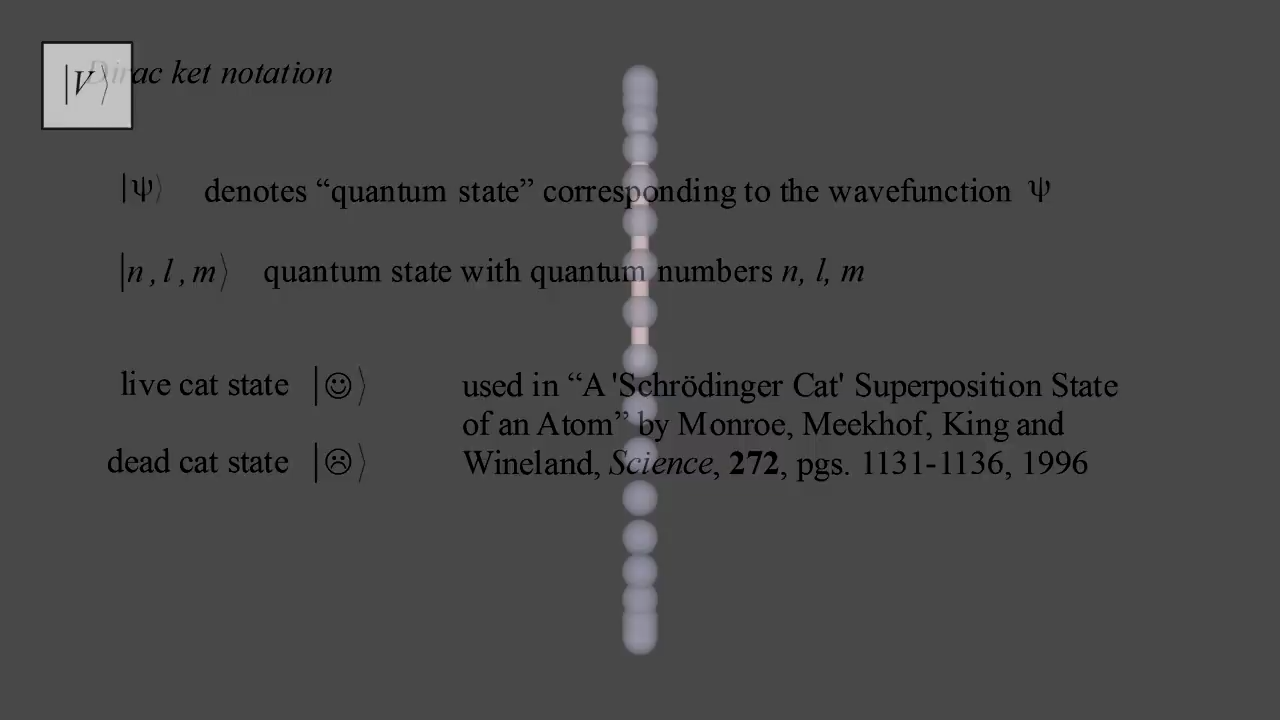 |V⟩
Dirac ket notation
|ψ⟩ denotes “quantum state” corresponding to the wavefunction ψ
|n , l , m⟩ quantum state with quantum numbers n, l, m
live cat state |☺⟩
dead cat state |☹⟩
used in “A 'Schrödinger Cat' Superposition State
of an Atom” by Monroe, Meekhof, King and
Wineland, Science, 272, pgs. 1131-1136, 1996